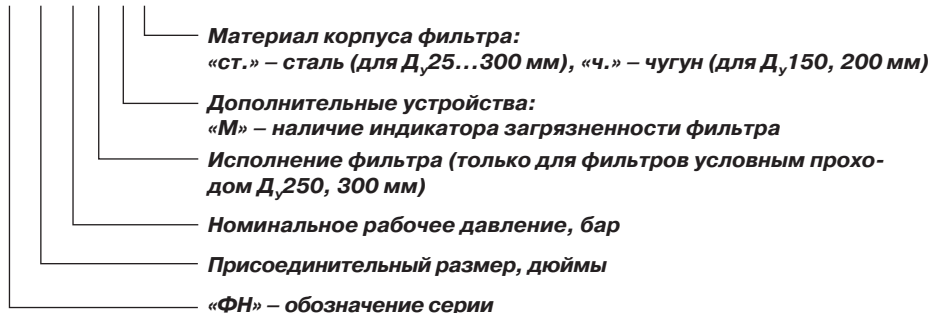 Материал корпуса фильтра:
«ст.» – сталь (для Ду25...300 мм), «ч.» – чугун (для Ду150, 200 мм)
Дополнительные устройства:
«М» – наличие индикатора загрязненности фильтра
Исполнение фильтра (только для фильтров условным прохо-
дом Ду250, 300 мм)
Номинальное рабочее давление, бар
Присоединительный размер, дюймы
«ФН» – обозначение серии